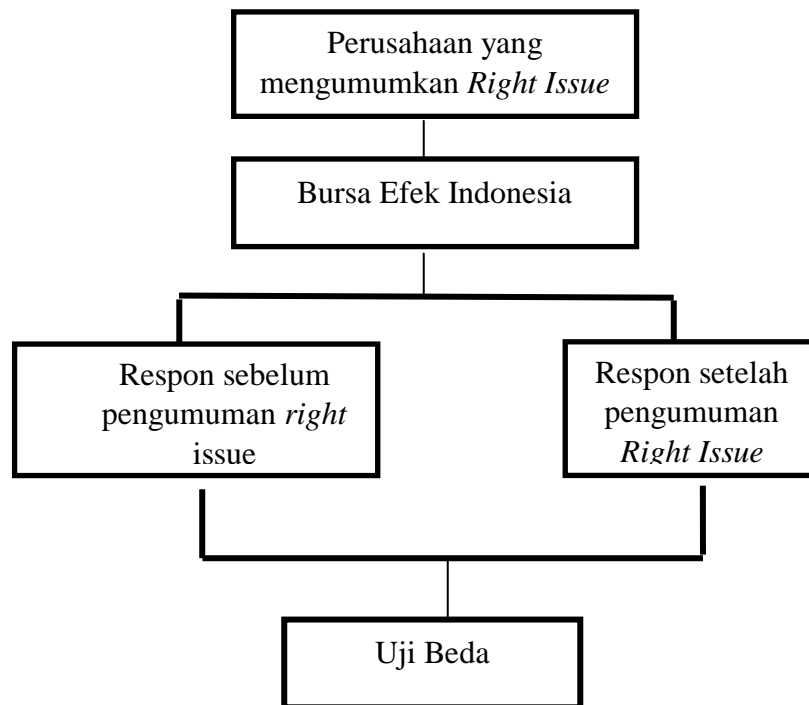 Perusahaan yang
mengumumkan Right Issue
Bursa Efek Indonesia
Respon sebelum
pengumuman right
issue
Respon setelah
pengumuman
Right Issue
Uji Beda